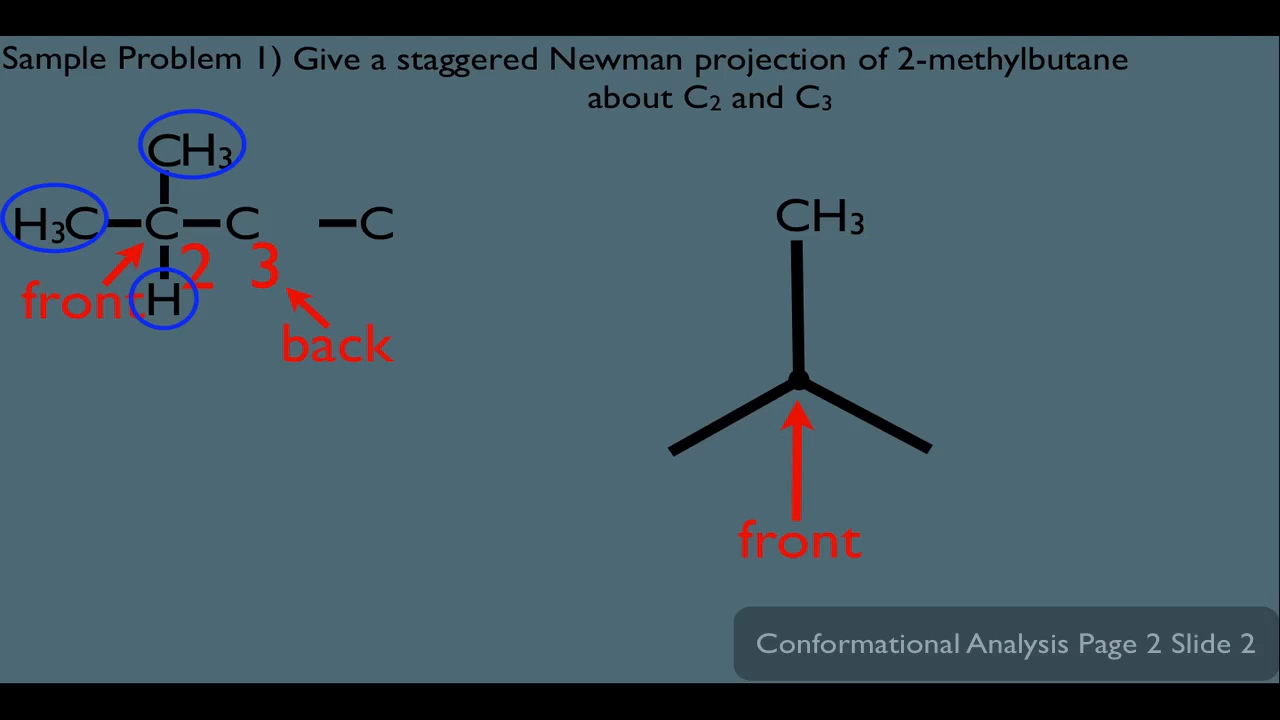 Sample Problem 1) Give a staggered Newman projection of 2-methylbutane
about C₂ and C₃
CH₃
H₃C C C C
2 3
front H
back
CH₃
front
Conformational Analysis Page 2 Slide 2